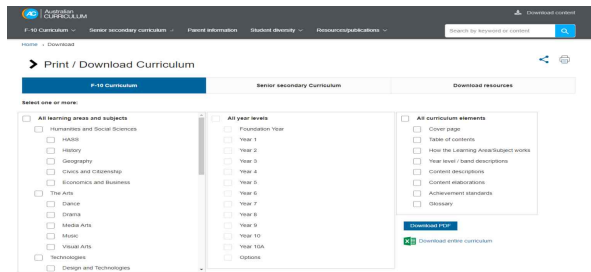 AC Australian CURRICULUM
Download content
F-10 Curriculum Senior secondary curriculum Parent information Student diversity Resources/publications Search by keyword or content
Home Download
Print / Download Curriculum
F-10 Curriculum Senior secondary Curriculum Download resources
Select one or more:
All learning areas and subjects
Humanities and Social Sciences
HASS
History
Geography
Civics and Citizenship
Economics and Business
The Arts
Dance
Drama
Media Arts
Music
Visual Arts
Technologies
Design and Technologies
All year levels
Foundation Year
Year 1
Year 2
Year 3
Year 4
Year 5
Year 6
Year 7
Year 8
Year 9
Year 10
Year 10A
Options
All curriculum elements
Cover page
Table of contents
How the Learning Area/Subject works
Year level / band descriptions
Content descriptions
Content elaborations
Achievement standards
Glossary
Download PDF
Download entire curriculum